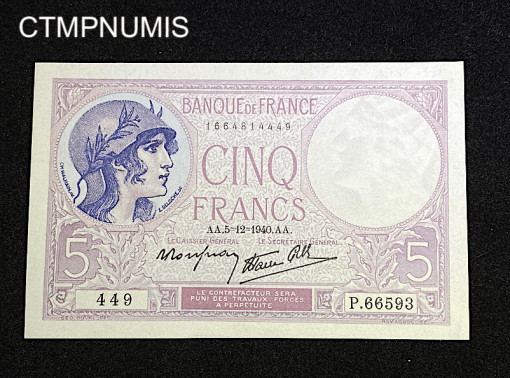 CTMPNUMIS
BANQUE DE FRANCE
1664814449
CINQ
FRANCS
AA.5-12-1940.AA.
LE CAISSIER GÉNÉRAL LE SECRÉTAIRE GÉNÉRAL
5 5
449
LE CONTREFACTEUR SERA
PUNI DES TRAVAUX FORCÉS
A PERPÉTUITÉ
P.66593